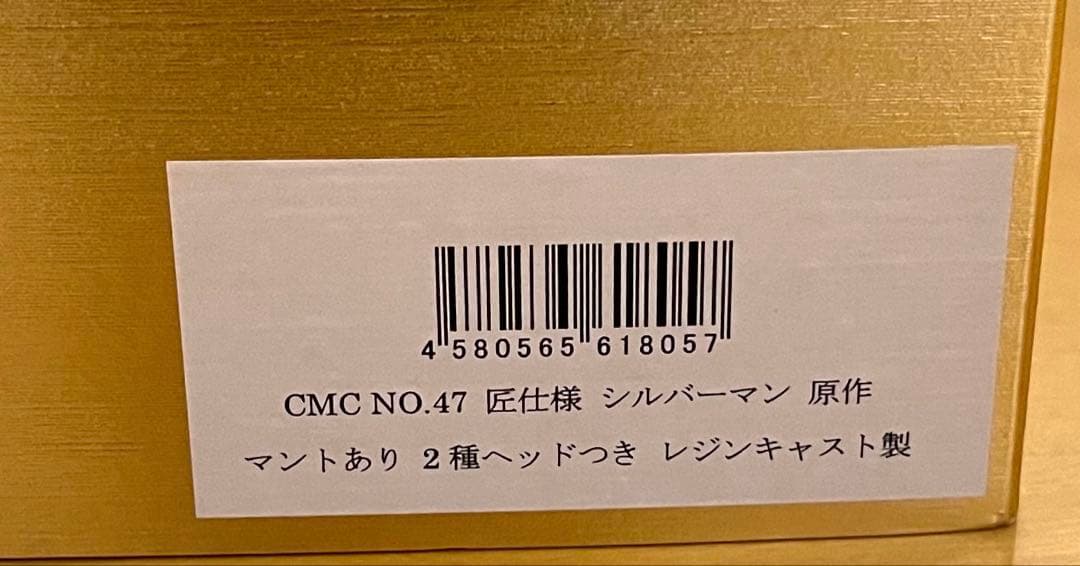 4 580565 618057
CMC NO.47 匠仕様 シルバーマン 原作
マントあり 2種ヘッドつき レジンキャスト製